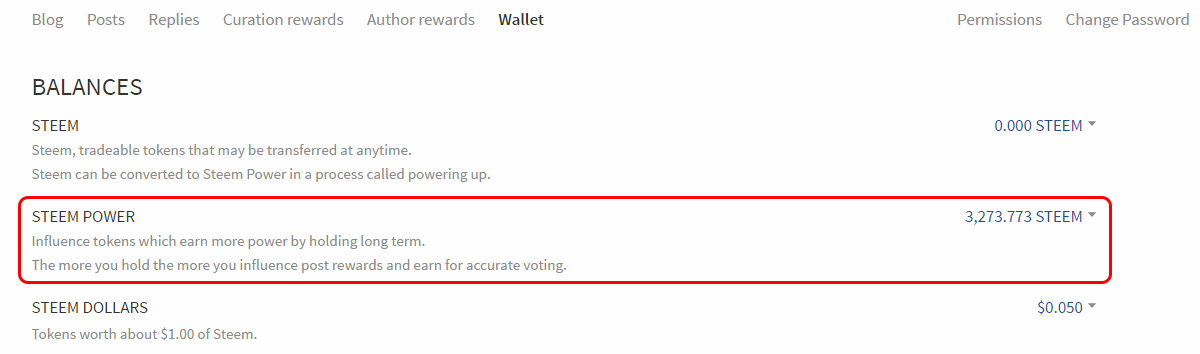 Blog Posts Replies Curation rewards Author rewards Wallet Permissions Change Password
BALANCES
STEEM 0.000 STEEM
Steem, tradeable tokens that may be transferred at anytime.
Steem can be converted to Steem Power in a process called powering up.
STEEM POWER 3,273.773 STEEM
Influence tokens which earn more power by holding long term.
The more you hold the more you influence post rewards and earn for accurate voting.
STEEM DOLLARS $0.050
Tokens worth about $1.00 of Steem.